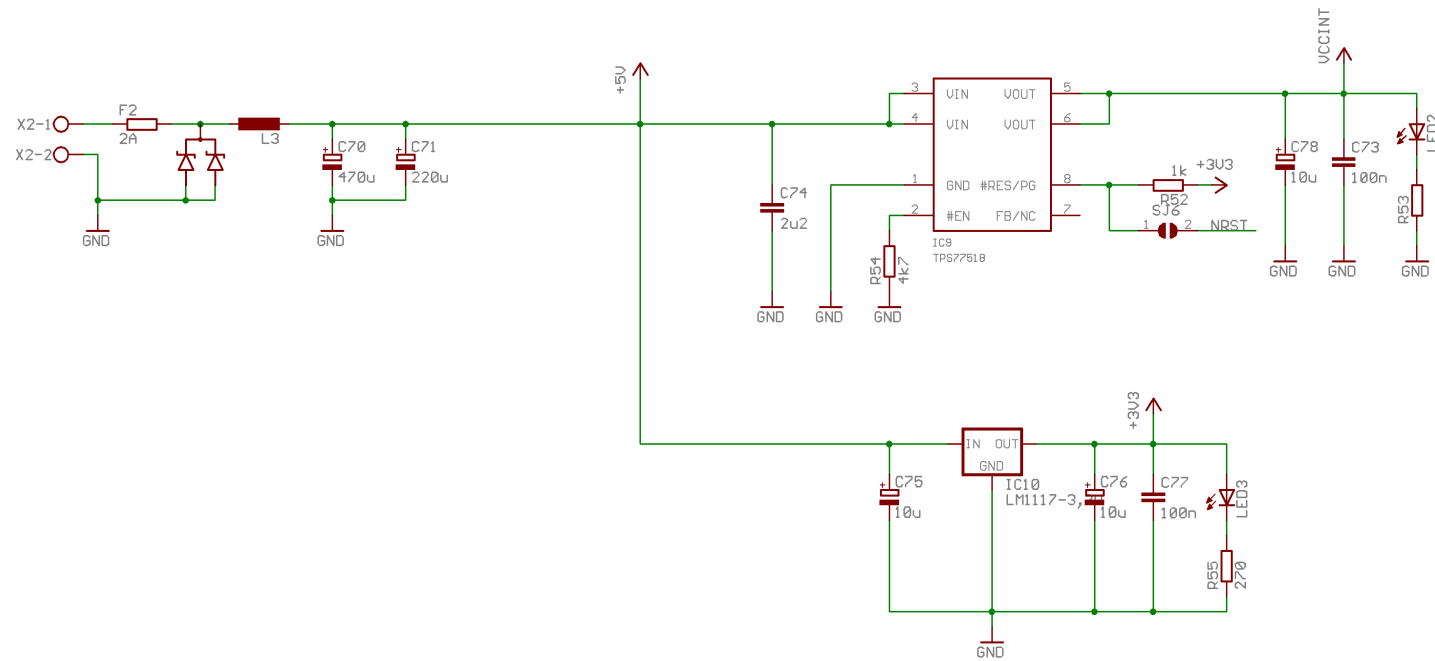 X2-1
X2-2
F2
2A
L3
GND
C70
470u
C71
220u
GND
+5V
C74
2u2
GND
GND
R54
4k7
GND
3
VIN
VOUT
5
4
VIN
VOUT
6
1
GND
#RES/PG
8
2
#EN
FB/NC
7
IC9
TPS77518
1k
+3V3
R52
SJ6
1
2
NRST
VCCINT
C78
10u
GND
C73
100n
GND
LED2
R53
GND
+3V3
C75
10u
IN
OUT
GND
IC10
LM1117-3,
C76
10u
C77
100n
LED3
R55
270
GND